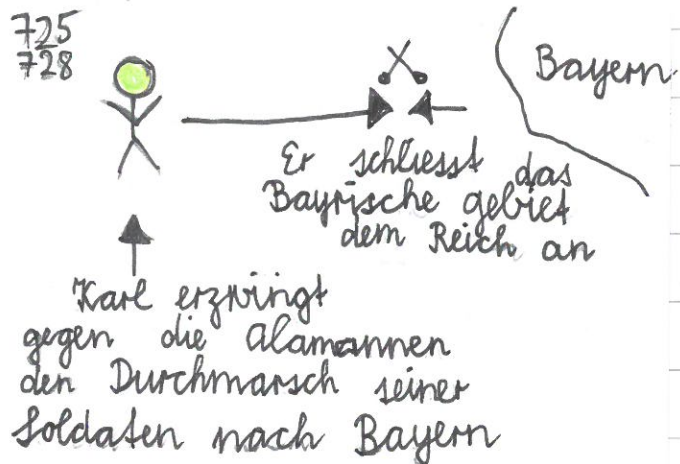 725
728
Bayern
Er schliesst das
Bayrische gebiet
dem Reich an
Karl erzwingt
gegen die Alamannen
den Durchmarsch seiner
Soldaten nach Bayern